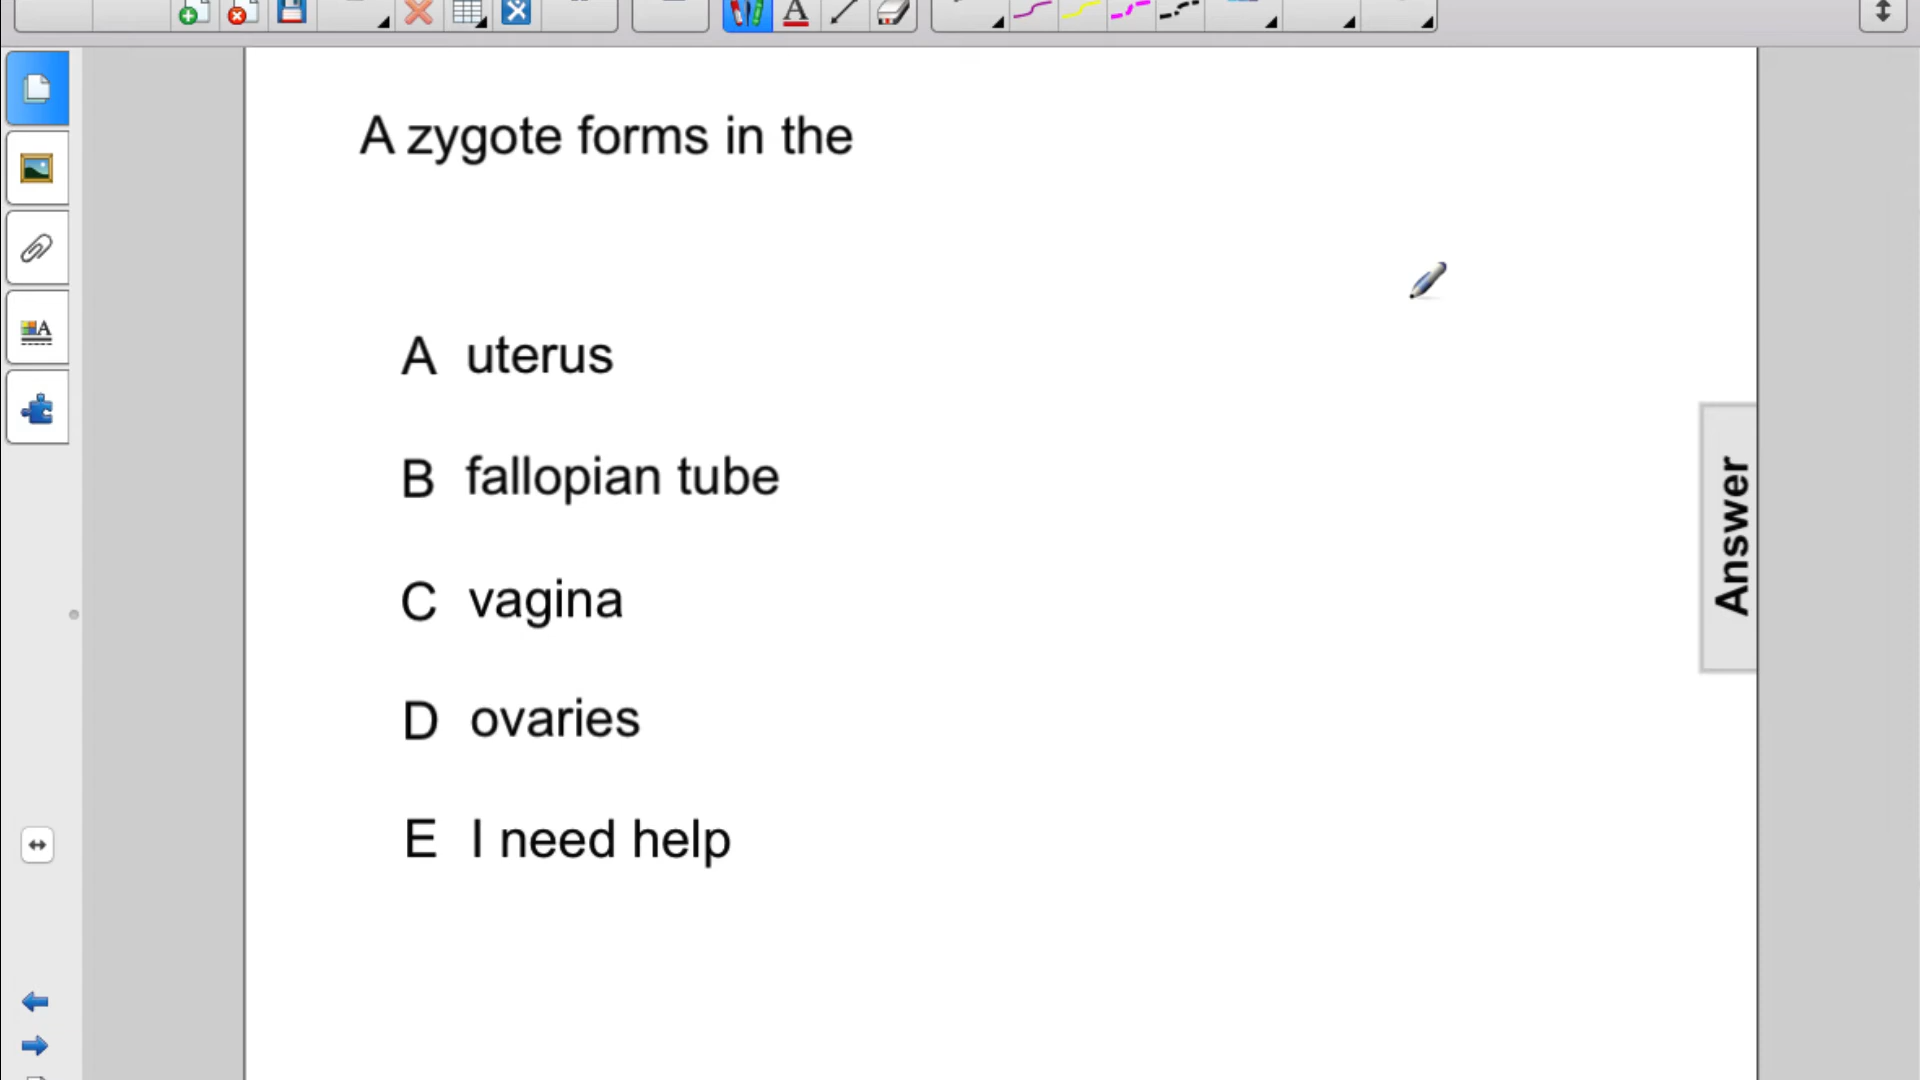 A zygote forms in the
A uterus
B fallopian tube
C vagina
D ovaries
E I need help
Answer